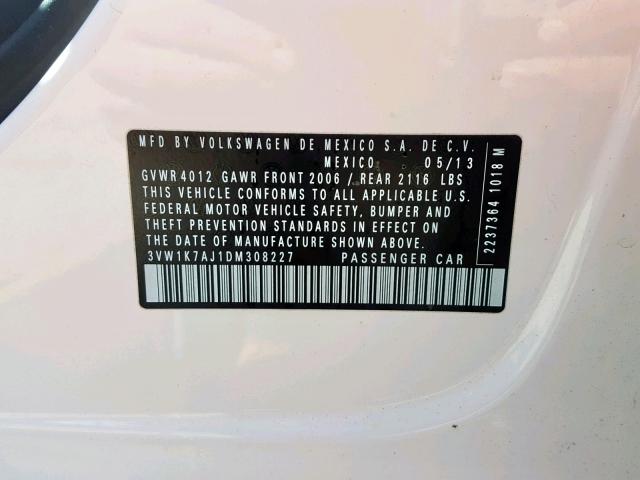 MFD BY VOLKSWAGEN DE MEXICO S.A. DE C.V.
MEXICO 05/13
GVWR 4012 GAWR FRONT 2006 / REAR 2116 LBS
THIS VEHICLE CONFORMS TO ALL APPLICABLE U.S.
FEDERAL MOTOR VEHICLE SAFETY, BUMPER AND
THEFT PREVENTION STANDARDS IN EFFECT ON
THE DATE OF MANUFACTURE SHOWN ABOVE.
3VW1K7AJ1DM308227 PASSENGER CAR
2237364 1018 M